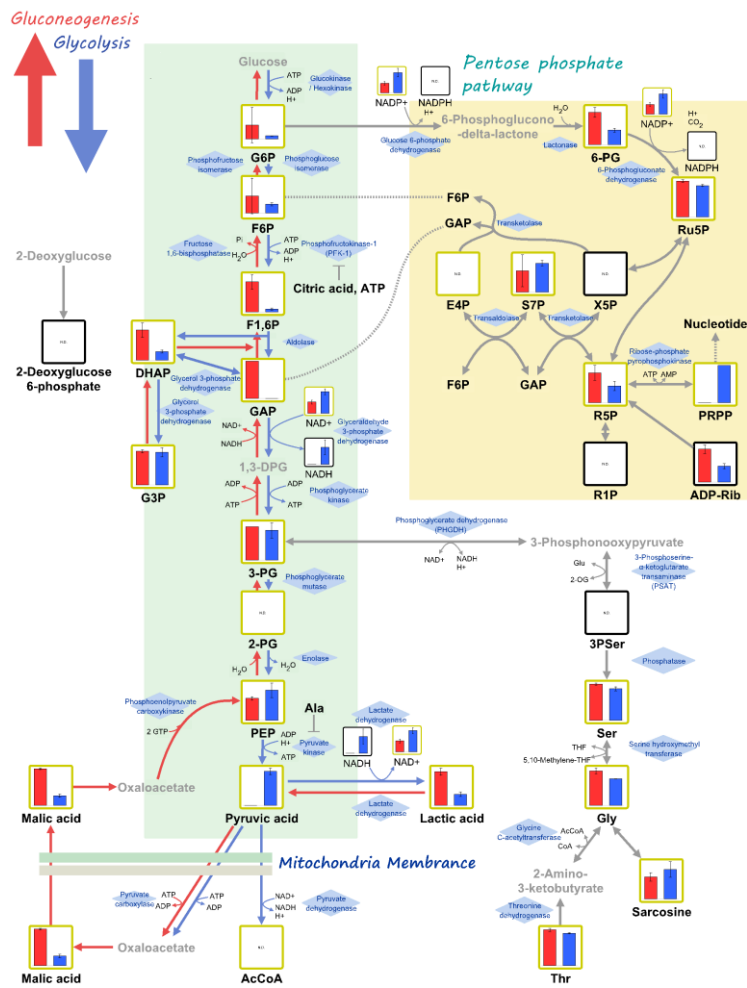 Gluconeogenesis
Glycolysis
Glucose
ATP
ADP
H+
Glucokinase
/ Hexokinase
G6P
Phosphofructose
isomerase
Phosphoglucose
isomerase
F6P
Fructose
1,6-bisphosphatase
Pi
H2O
ATP
ADP
H+
Phosphofructokinase-1
(PFK-1)
Citric acid, ATP
F1,6P
2-Deoxyglucose
N.D.
2-Deoxyglucose
6-phosphate
DHAP
Aldolase
Glycerol 3-phosphate
dehydrogenase
Glycerol
3-phosphate
dehydrogenase
G3P
GAP
NAD+
NADH
NAD+
Glyceraldehyde
3-phosphate
dehydrogenase
NADH
1,3-DPG
ADP
ATP
ADP
ATP
Phosphoglycerate
kinase
3-PG
Phosphoglycerate
mutase
N.D.
2-PG
H2O
H2O
Enolase
PEP
Phosphoenolpyruvate
carboxykinase
2 GTP
Ala
ADP
H+
ATP
Pyruvate
kinase
Lactate
dehydrogenase
NADH
NAD+
Malic acid
Oxaloacetate
Pyruvic acid
Lactate
dehydrogenase
Lactic acid
Mitochondria Membrance
Pyruvate
carboxylase
ATP
ADP
ATP
ADP
NAD+
NADH
H+
Pyruvate
dehydrogenase
Malic acid
Oxaloacetate
N.D.
AcCoA
Pentose phosphate
pathway
NADP+
N.D.
NADPH
H+
Glucose 6-phosphate
dehydrogenase
6-Phosphoglucono
-delta-lactone
H2O
Lactonase
6-PG
NADP+
H+
CO2
N.D.
NADPH
6-Phosphogluconate
dehydrogenase
Ru5P
F6P
GAP
Transketolase
N.D.
E4P
S7P
N.D.
X5P
Transaldolase
Transketolase
F6P
GAP
Nucleotide
Ribose-phosphate
pyrophosphokinase
ATP
AMP
R5P
PRPP
N.D.
R1P
ADP-Rib
Phosphoglycerate dehydrogenase
(PHGDH)
NAD+
NADH
H+
3-Phosphonooxypyruvate
Glu
2-OG
3-Phosphoserine-
α-ketoglutarate
transaminase
(PSAT)
N.D.
3PSer
Phosphatase
Ser
THF
5,10-Methylene-THF
Serine hydroxymethyl
transferase
Gly
Glycine
C-acetyltransferase
AcCoA
CoA
2-Amino-
3-ketobutyrate
Sarcosine
Threonine
dehydrogenase
Thr